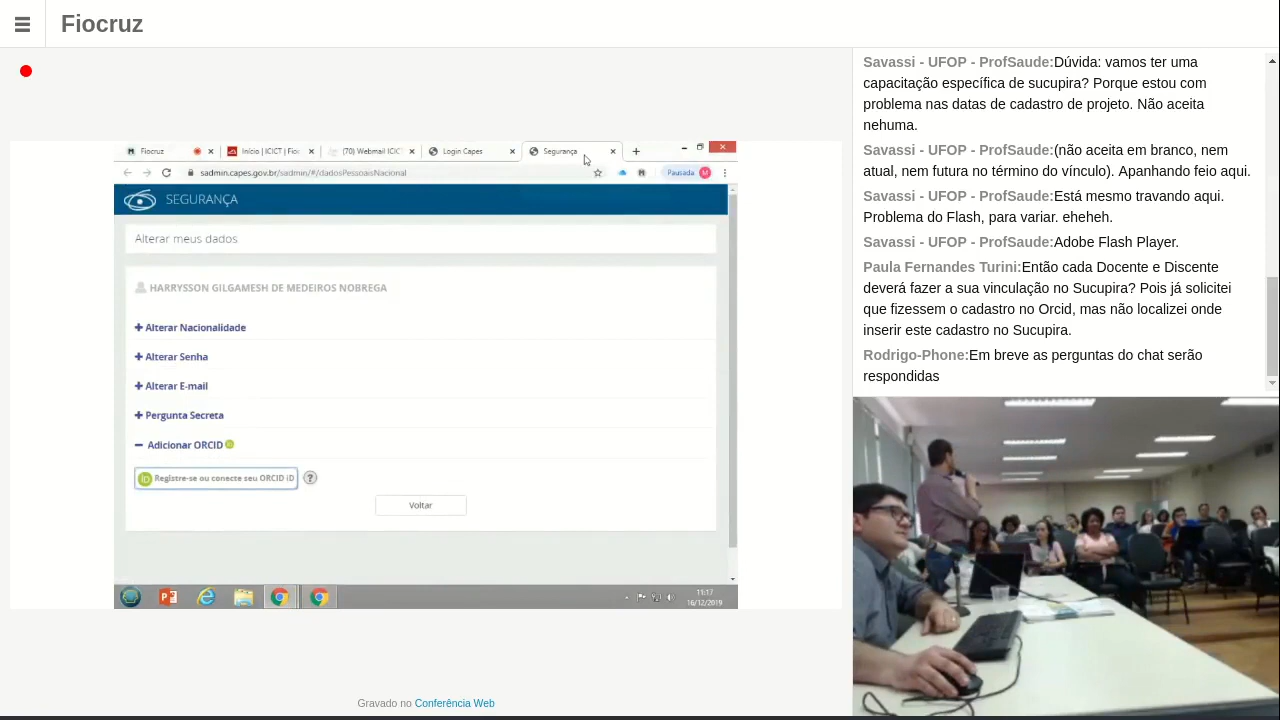 Fiocruz
Savassi - UFOP - ProfSaude:Dúvida: vamos ter uma
capacitação específica de sucupira? Porque estou com
problema nas datas de cadastro de projeto. Não aceita
nehuma.
Savassi - UFOP - ProfSaude:(não aceita em branco, nem
atual, nem futura no término do vínculo). Apanhando feio aqui.
Savassi - UFOP - ProfSaude:Está mesmo travando aqui.
Problema do Flash, para variar. eheheh.
Savassi - UFOP - ProfSaude:Adobe Flash Player.
Paula Fernandes Turini:Então cada Docente e Discente
deverá fazer a sua vinculação no Sucupira? Pois já solicitei
que fizessem o cadastro no Orcid, mas não localizei onde
inserir este cadastro no Sucupira.
Rodrigo-Phone:Em breve as perguntas do chat serão
respondidas
Fiocruz
Início | ICICT | Fioc
(70) Webmail ICIC
Login Capes
Segurança
sadmin.capes.gov.br/sadmin/#/dadosPessoaisNacional
Pausada
M
SEGURANÇA
Alterar meus dados
HARRYSSON GILGAMESH DE MEDEIROS NOBREGA
+ Alterar Nacionalidade
+ Alterar Senha
+ Alterar E-mail
+ Pergunta Secreta
− Adicionar ORCID iD
iD Registre-se ou conecte seu ORCID iD ?
Voltar
11:17
16/12/2019
Gravado no Conferência Web